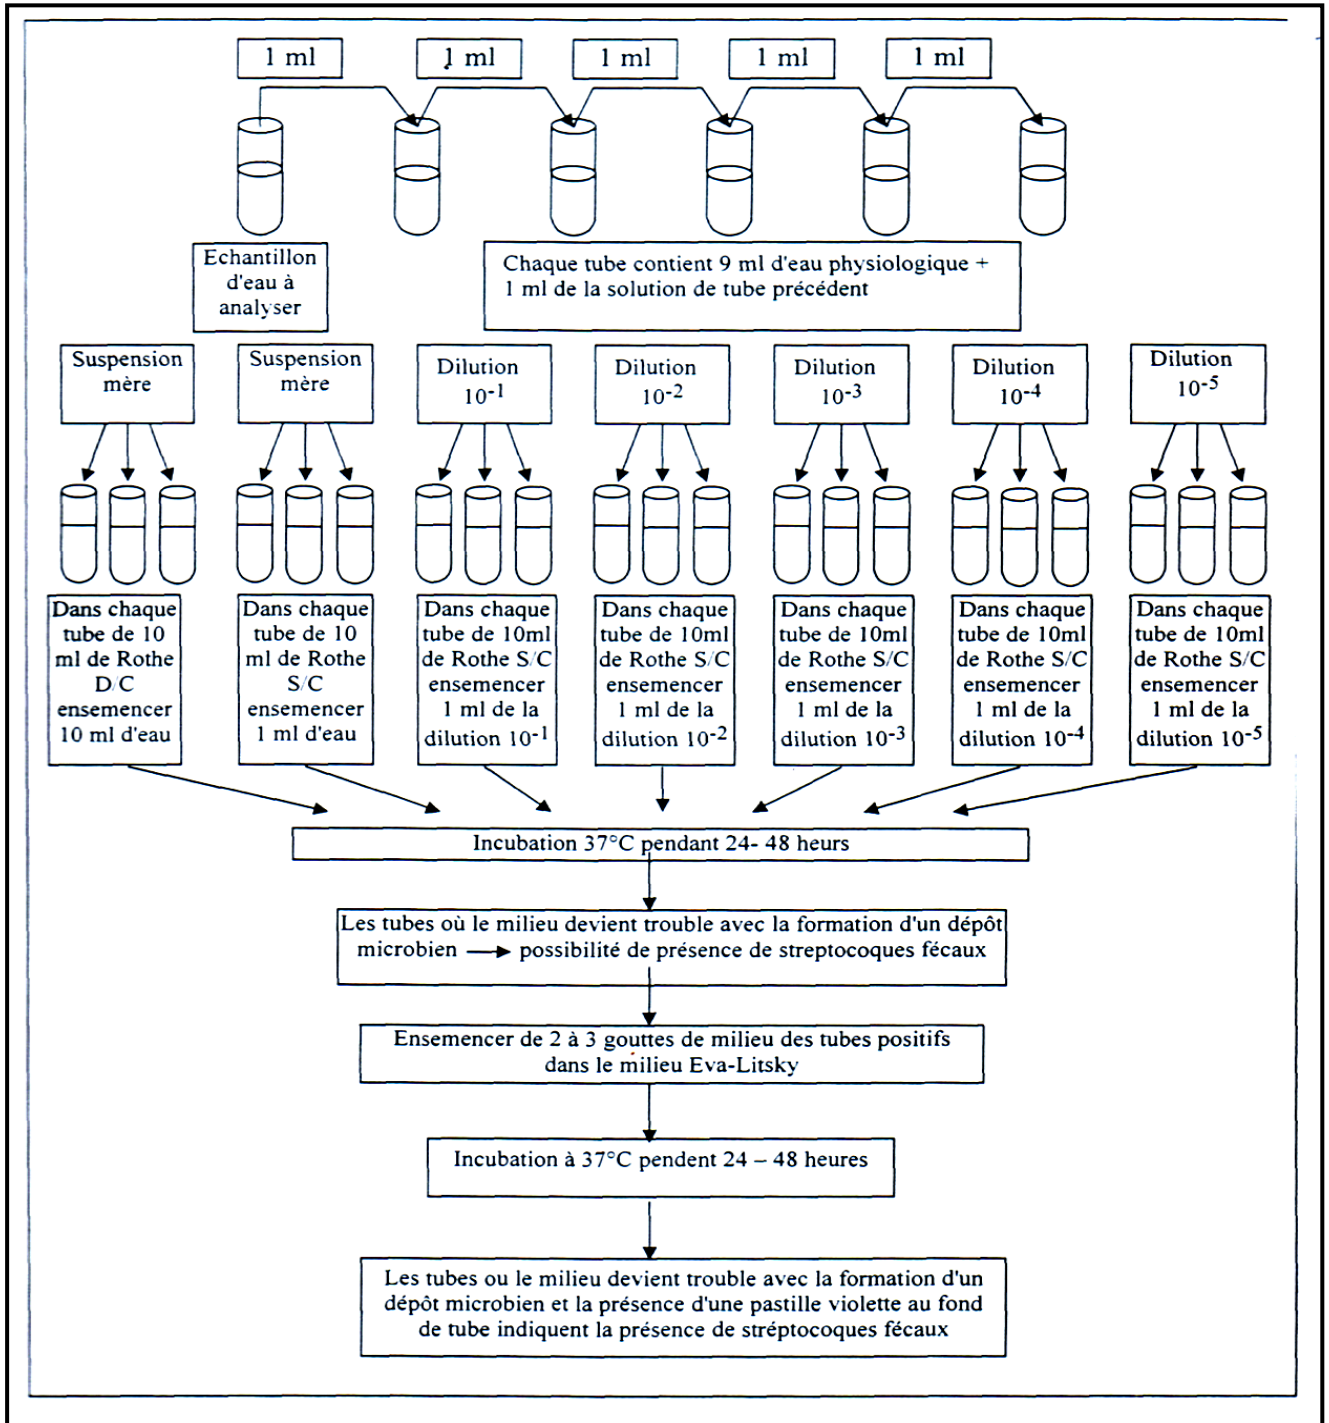 1 ml
1 ml
1 ml
1 ml
1 ml
Echantillon
d'eau à
analyser
Chaque tube contient 9 ml d'eau physiologique +
1 ml de la solution de tube précédent
Suspension
mère
Suspension
mère
Dilution
10-1
Dilution
10-2
Dilution
10-3
Dilution
10-4
Dilution
10-5
Dans chaque
tube de 10
ml de Rothe
D/C
ensemencer
10 ml d'eau
Dans chaque
tube de 10
ml de Rothe
S/C
ensemencer
1 ml d'eau
Dans chaque
tube de 10ml
de Rothe S/C
ensemencer
1 ml de la
dilution 10-1
Dans chaque
tube de 10ml
de Rothe S/C
ensemencer
1 ml de la
dilution 10-2
Dans chaque
tube de 10ml
de Rothe S/C
ensemencer
1 ml de la
dilution 10-3
Dans chaque
tube de 10ml
de Rothe S/C
ensemencer
1 ml de la
dilution 10-4
Dans chaque
tube de 10ml
de Rothe S/C
ensemencer
1 ml de la
dilution 10-5
Incubation 37°C pendant 24- 48 heurs
Les tubes où le milieu devient trouble avec la formation d'un dépôt
microbien → possibilité de présence de streptocoques fécaux
Ensemencer de 2 à 3 gouttes de milieu des tubes positifs
dans le milieu Eva-Litsky
Incubation à 37°C pendent 24 – 48 heures
Les tubes ou le milieu devient trouble avec la formation d'un
dépôt microbien et la présence d'une pastille violette au fond
de tube indiquent la présence de stréptocoques fécaux